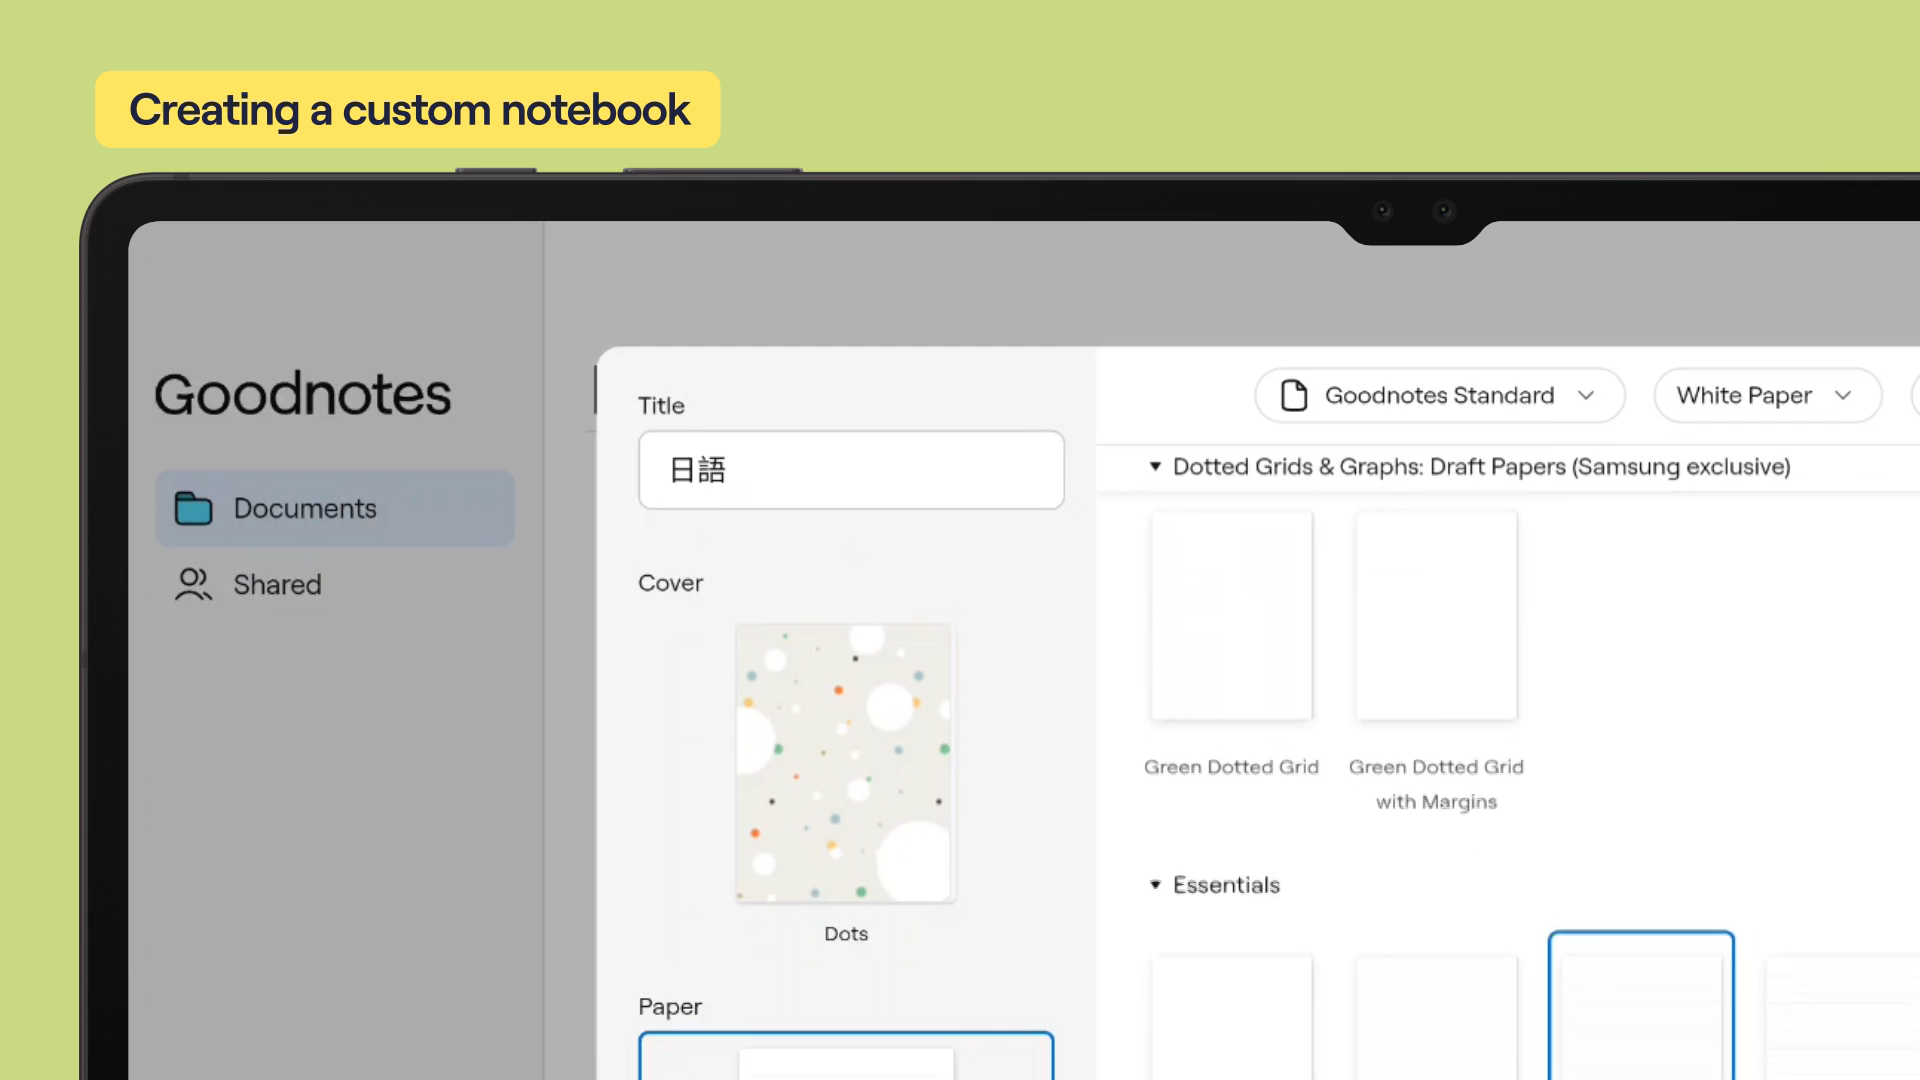 Creating a custom notebook
Goodnotes
Documents
Shared
Title
日語
Cover
Dots
Paper
Goodnotes Standard
White Paper
Dotted Grids & Graphs: Draft Papers (Samsung exclusive)
Green Dotted Grid
Green Dotted Grid
with Margins
Essentials